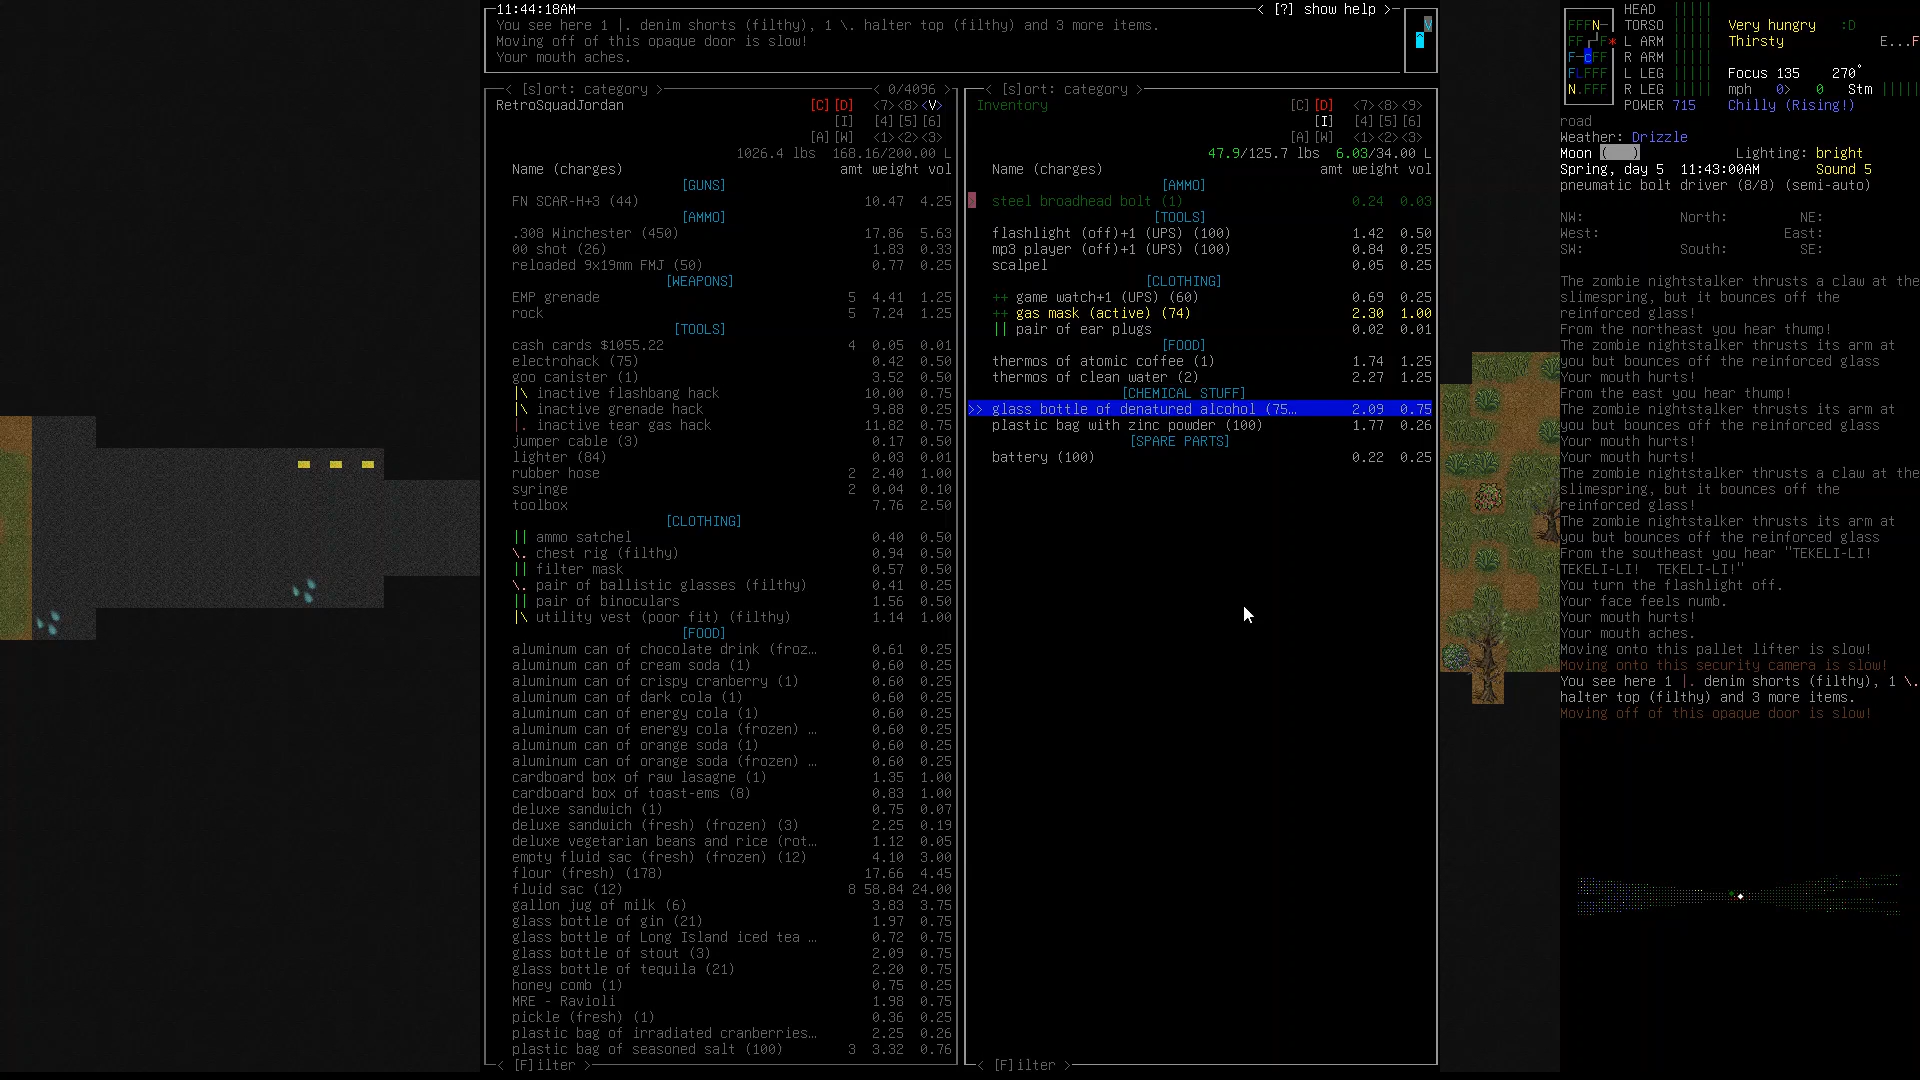 11:44:18AM < [?] show help >
You see here 1 |. denim shorts (filthy), 1 \. halter top (filthy) and 3 more items.
Moving off of this opaque door is slow!
Your mouth aches.
< [s]ort: category > < 0/4096 >
RetroSquadJordan [C] [D] <7><8><V>
[I] [4][5][6]
[A][W] <1><2><3>
1026.4 lbs 168.16/200.00 L
Name (charges) amt weight vol
[GUNS]
FN SCAR-H+3 (44) 10.47 4.25
[AMMO]
.308 Winchester (450) 17.86 5.63
00 shot (26) 1.83 0.33
reloaded 9x19mm FMJ (50) 0.77 0.25
[WEAPONS]
EMP grenade 5 4.41 1.25
rock 5 7.24 1.25
[TOOLS]
cash cards $1055.22 4 0.05 0.01
electrohack (75) 0.42 0.50
goo canister (1) 3.52 0.50
|\ inactive flashbang hack 10.00 0.75
|\ inactive grenade hack 9.88 0.25
|. inactive tear gas hack 11.82 0.75
jumper cable (3) 0.17 0.50
lighter (84) 0.03 0.01
rubber hose 2 2.40 1.00
syringe 2 0.04 0.10
toolbox 7.76 2.50
[CLOTHING]
|| ammo satchel 0.40 0.50
\. chest rig (filthy) 0.94 0.50
|| filter mask 0.57 0.50
\. pair of ballistic glasses (filthy) 0.41 0.25
|| pair of binoculars 1.56 0.50
|\ utility vest (poor fit) (filthy) 1.14 1.00
[FOOD]
aluminum can of chocolate drink (froz… 0.61 0.25
aluminum can of cream soda (1) 0.60 0.25
aluminum can of crispy cranberry (1) 0.60 0.25
aluminum can of dark cola (1) 0.60 0.25
aluminum can of energy cola (1) 0.60 0.25
aluminum can of energy cola (frozen) … 0.60 0.25
aluminum can of orange soda (1) 0.60 0.25
aluminum can of orange soda (frozen) … 0.60 0.25
cardboard box of raw lasagne (1) 1.35 1.00
cardboard box of toast-ems (8) 0.83 1.00
deluxe sandwich (1) 0.75 0.07
deluxe sandwich (fresh) (frozen) (3) 2.25 0.19
deluxe vegetarian beans and rice (rot… 1.12 0.05
empty fluid sac (fresh) (frozen) (12) 4.10 3.00
flour (fresh) (178) 17.66 4.45
fluid sac (12) 8 58.84 24.00
gallon jug of milk (6) 3.83 3.75
glass bottle of gin (21) 1.97 0.75
glass bottle of Long Island iced tea … 0.72 0.75
glass bottle of stout (3) 2.09 0.75
glass bottle of tequila (21) 2.20 0.75
honey comb (1) 0.75 0.25
MRE - Ravioli 1.98 0.75
pickle (fresh) (1) 0.36 0.25
plastic bag of irradiated cranberries… 2.25 0.26
plastic bag of seasoned salt (100) 3 3.32 0.76
< [F]ilter >
< [s]ort: category >
Inventory [C] [D] <7><8><9>
[I] [4][5][6]
[A][W] <1><2><3>
47.9/125.7 lbs 6.03/34.00 L
Name (charges) amt weight vol
[AMMO]
steel broadhead bolt (1) 0.24 0.03
[TOOLS]
flashlight (off)+1 (UPS) (100) 1.42 0.50
mp3 player (off)+1 (UPS) (100) 0.84 0.25
scalpel 0.05 0.25
[CLOTHING]
++ game watch+1 (UPS) (60) 0.69 0.25
++ gas mask (active) (74) 2.30 1.00
|| pair of ear plugs 0.02 0.01
[FOOD]
thermos of atomic coffee (1) 1.74 1.25
thermos of clean water (2) 2.27 1.25
[CHEMICAL STUFF]
>> glass bottle of denatured alcohol (75… 2.09 0.75
plastic bag with zinc powder (100) 1.77 0.26
[SPARE PARTS]
battery (100) 0.22 0.25
< [F]ilter >
HEAD |||||
TORSO ||||| Very hungry :D
L ARM ||||| Thirsty E...F
R ARM |||||
L LEG ||||| Focus 135 270°
R LEG ||||| mph 0> 0 Stm |||||
POWER 715 Chilly (Rising!)
road
Weather: Drizzle
Moon ( ) Lighting: bright
Spring, day 5 11:43:00AM Sound 5
pneumatic bolt driver (8/8) (semi-auto)
NW: North: NE:
West: East:
SW: South: SE:
The zombie nightstalker thrusts a claw at the
slimespring, but it bounces off the
reinforced glass!
From the northeast you hear thump!
The zombie nightstalker thrusts its arm at
you but bounces off the reinforced glass
Your mouth hurts!
From the east you hear thump!
The zombie nightstalker thrusts its arm at
you but bounces off the reinforced glass
Your mouth hurts!
Your mouth hurts!
The zombie nightstalker thrusts a claw at the
slimespring, but it bounces off the
reinforced glass!
The zombie nightstalker thrusts its arm at
you but bounces off the reinforced glass
From the southeast you hear "TEKELI-LI!
TEKELI-LI! TEKELI-LI!"
You turn the flashlight off.
Your face feels numb.
Your mouth hurts!
Your mouth aches.
Moving onto this pallet lifter is slow!
Moving onto this security camera is slow!
You see here 1 |. denim shorts (filthy), 1 \.
halter top (filthy) and 3 more items.
Moving off of this opaque door is slow!